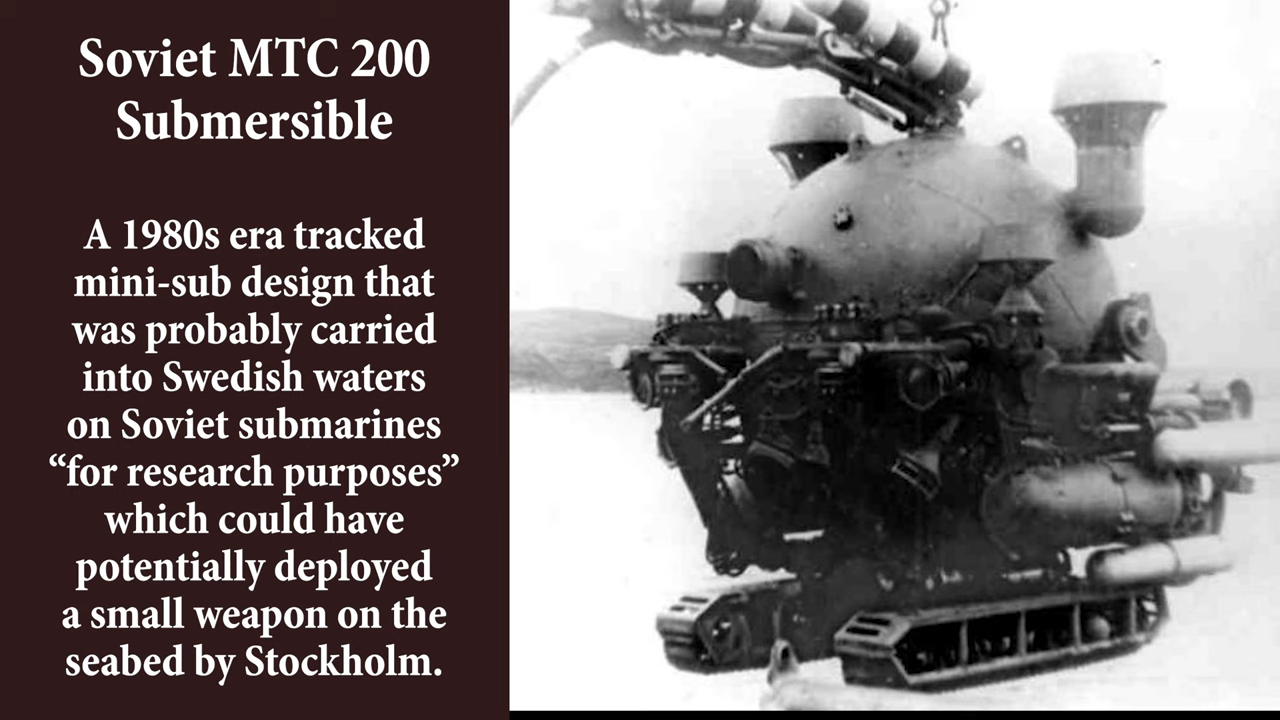 Soviet MTC 200
Submersible
A 1980s era tracked
mini-sub design that
was probably carried
into Swedish waters
on Soviet submarines
“for research purposes”
which could have
potentially deployed
a small weapon on the
seabed by Stockholm.